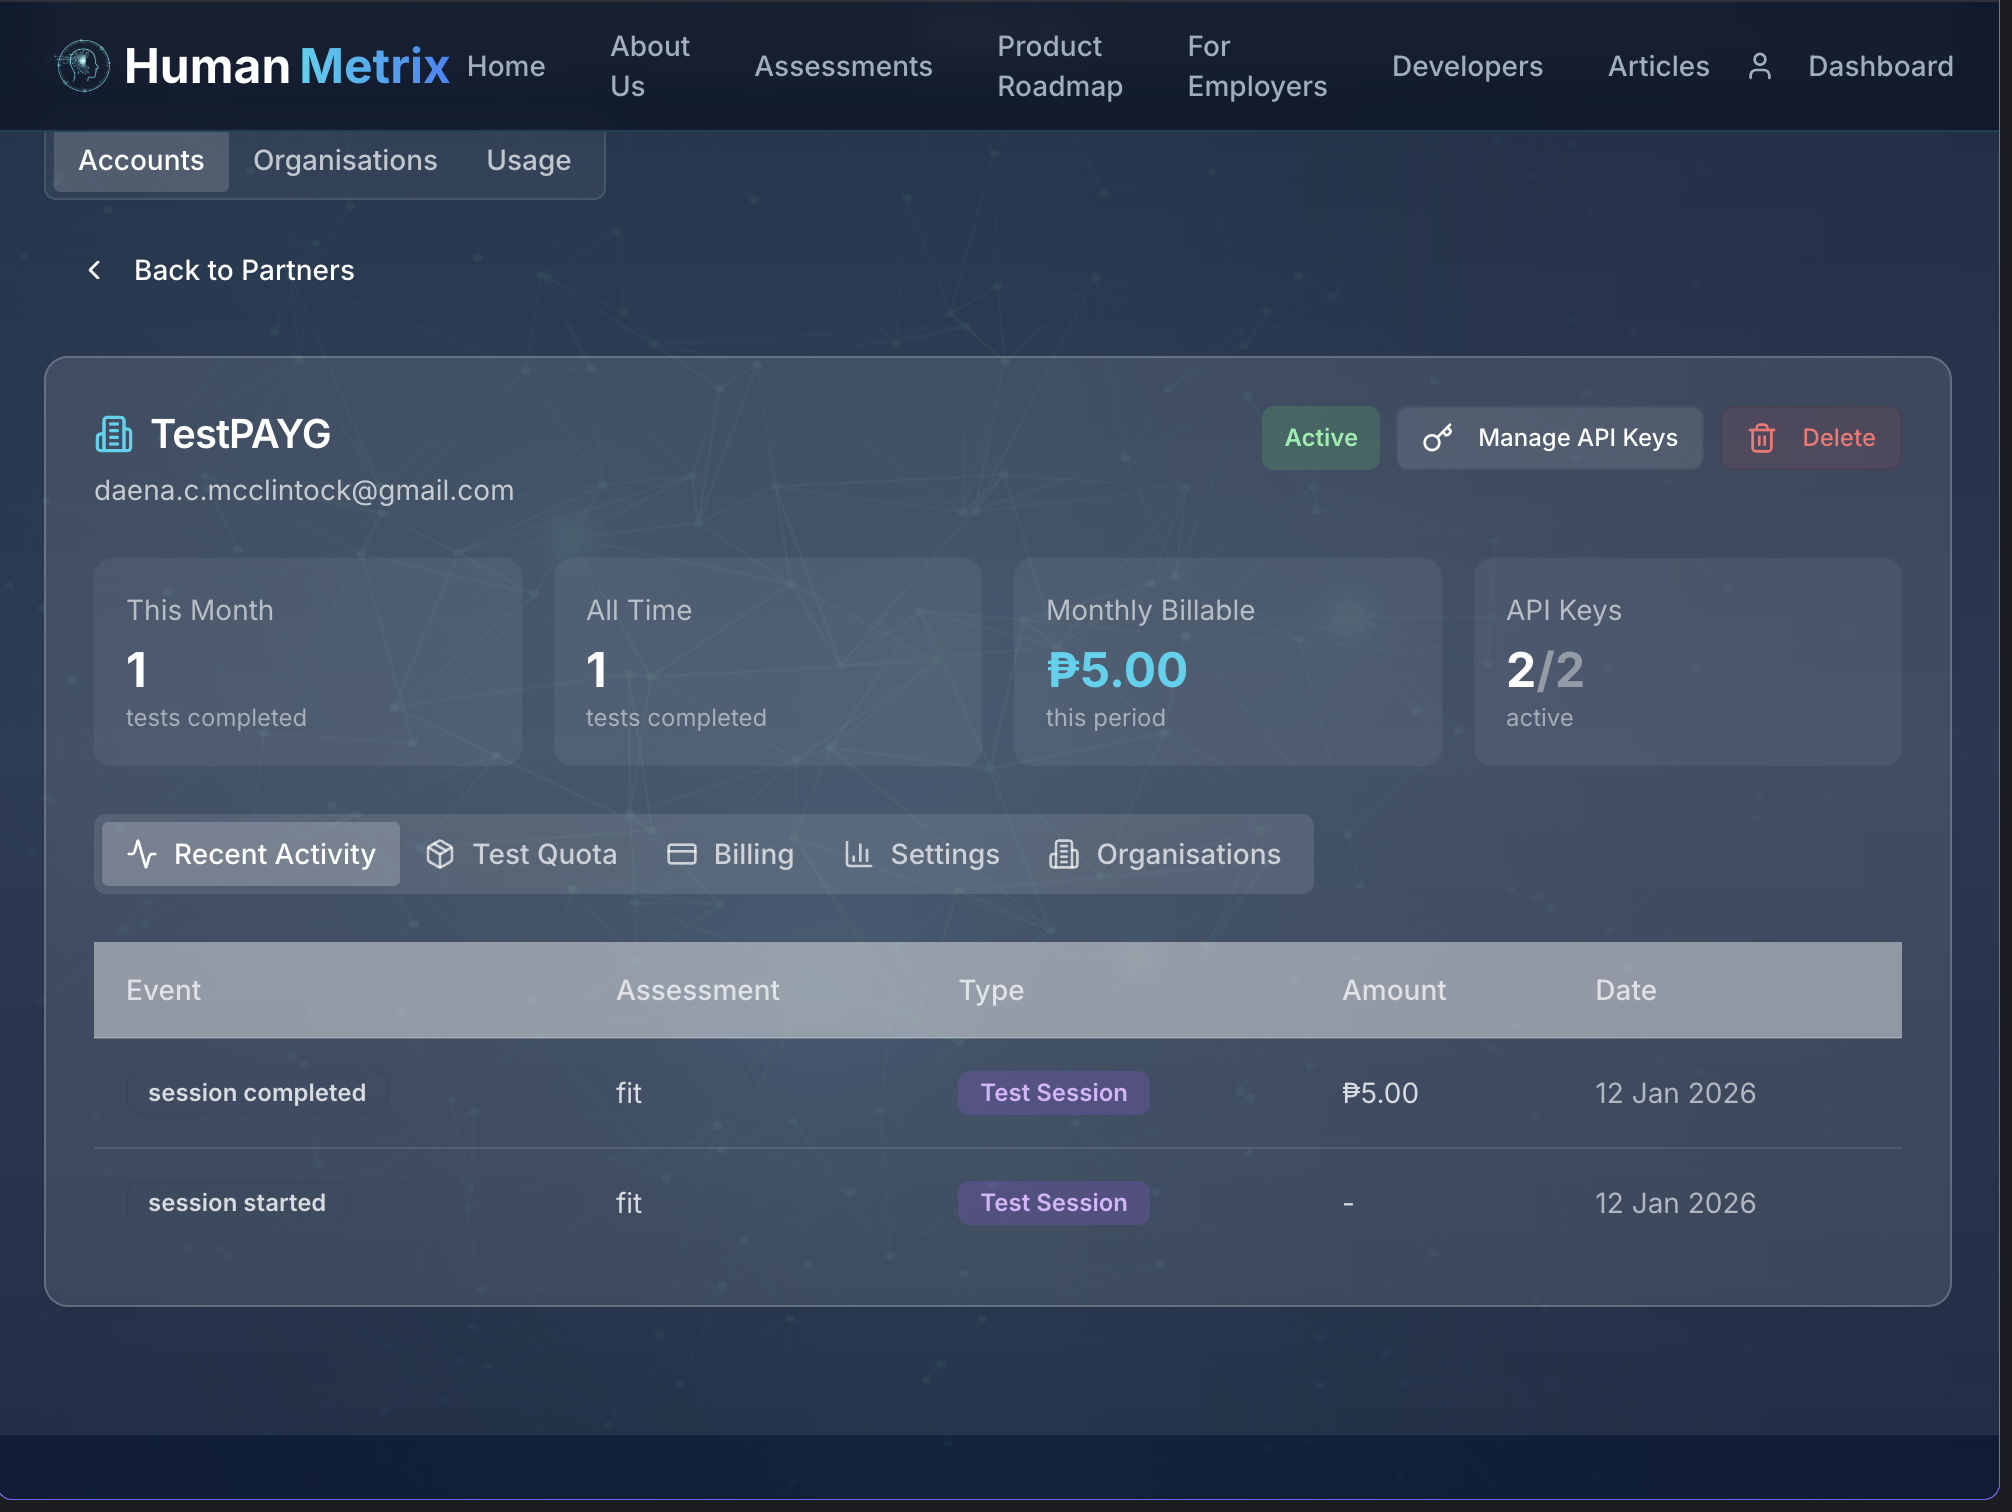 Human Metrix
Home
About
Us
Assessments
Product
Roadmap
For
Employers
Developers
Articles
Dashboard
Accounts
Organisations
Usage
Back to Partners
TestPAYG
daena.c.mcclintock@gmail.com
Active
Manage API Keys
Delete
This Month
1
tests completed
All Time
1
tests completed
Monthly Billable
₱5.00
this period
API Keys
2/2
active
Recent Activity
Test Quota
Billing
Settings
Organisations
Event Assessment Type Amount Date
session completed fit Test Session ₱5.00 12 Jan 2026
session started fit Test Session - 12 Jan 2026